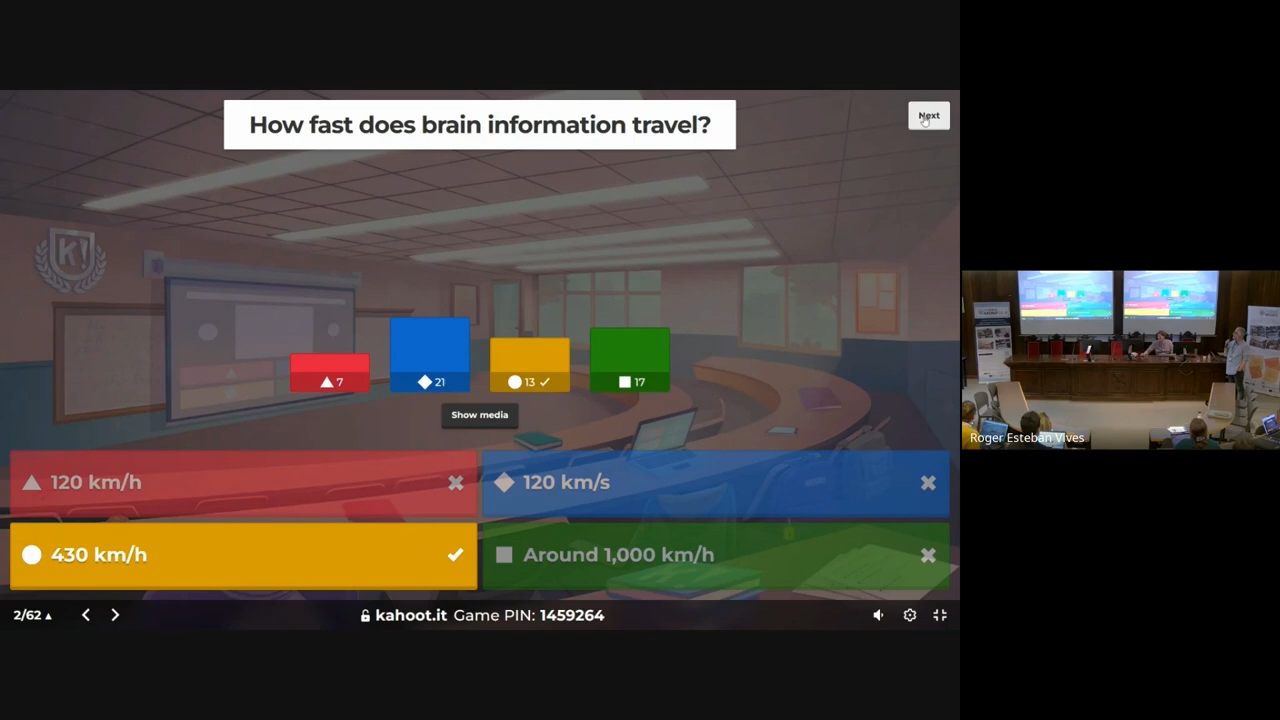 How fast does brain information travel?
Next
K!
7
21
13
17
Show media
120 km/h
120 km/s
430 km/h
Around 1,000 km/h
2/62
kahoot.it Game PIN: 1459264
Roger Esteban Vives